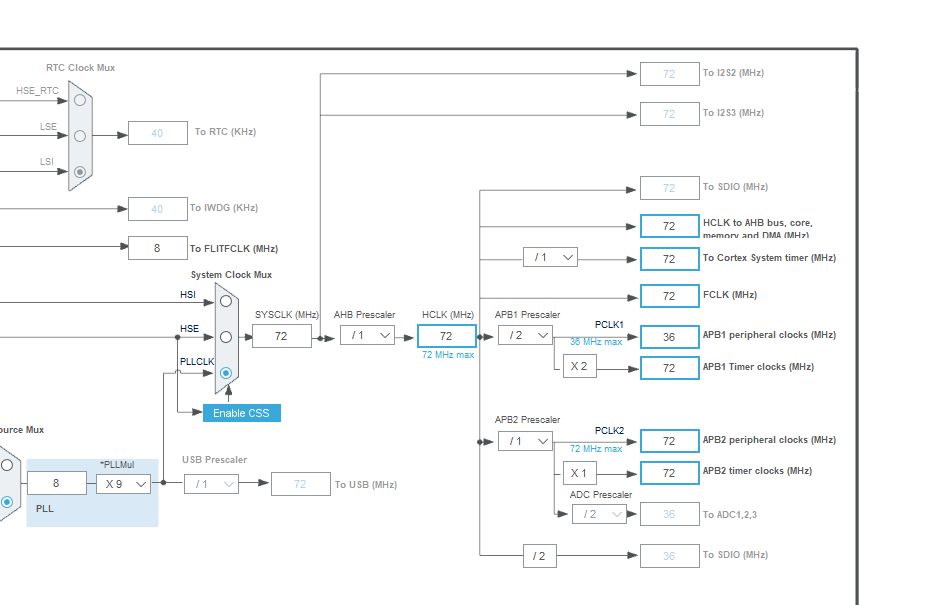 RTC Clock Mux
HSE_RTC
LSE
LSI
40
To RTC (KHz)
40
To IWDG (KHz)
8
To FLITFCLK (MHz)
System Clock Mux
HSI
HSE
PLLCLK
Enable CSS
SYSCLK (MHz)
72
AHB Prescaler
/ 1
HCLK (MHz)
72
72 MHz max
72
To I2S2 (MHz)
72
To I2S3 (MHz)
72
To SDIO (MHz)
72
HCLK to AHB bus, core,
memory and DMA (MHz)
/ 1
72
To Cortex System timer (MHz)
72
FCLK (MHz)
APB1 Prescaler
/ 2
PCLK1
36 MHz max
36
APB1 peripheral clocks (MHz)
X 2
72
APB1 Timer clocks (MHz)
APB2 Prescaler
/ 1
PCLK2
72 MHz max
72
APB2 peripheral clocks (MHz)
X 1
72
APB2 timer clocks (MHz)
ADC Prescaler
/ 2
36
To ADC1,2,3
/ 2
36
To SDIO (MHz)
ource Mux
8
*PLLMul
X 9
PLL
USB Prescaler
/ 1
72
To USB (MHz)